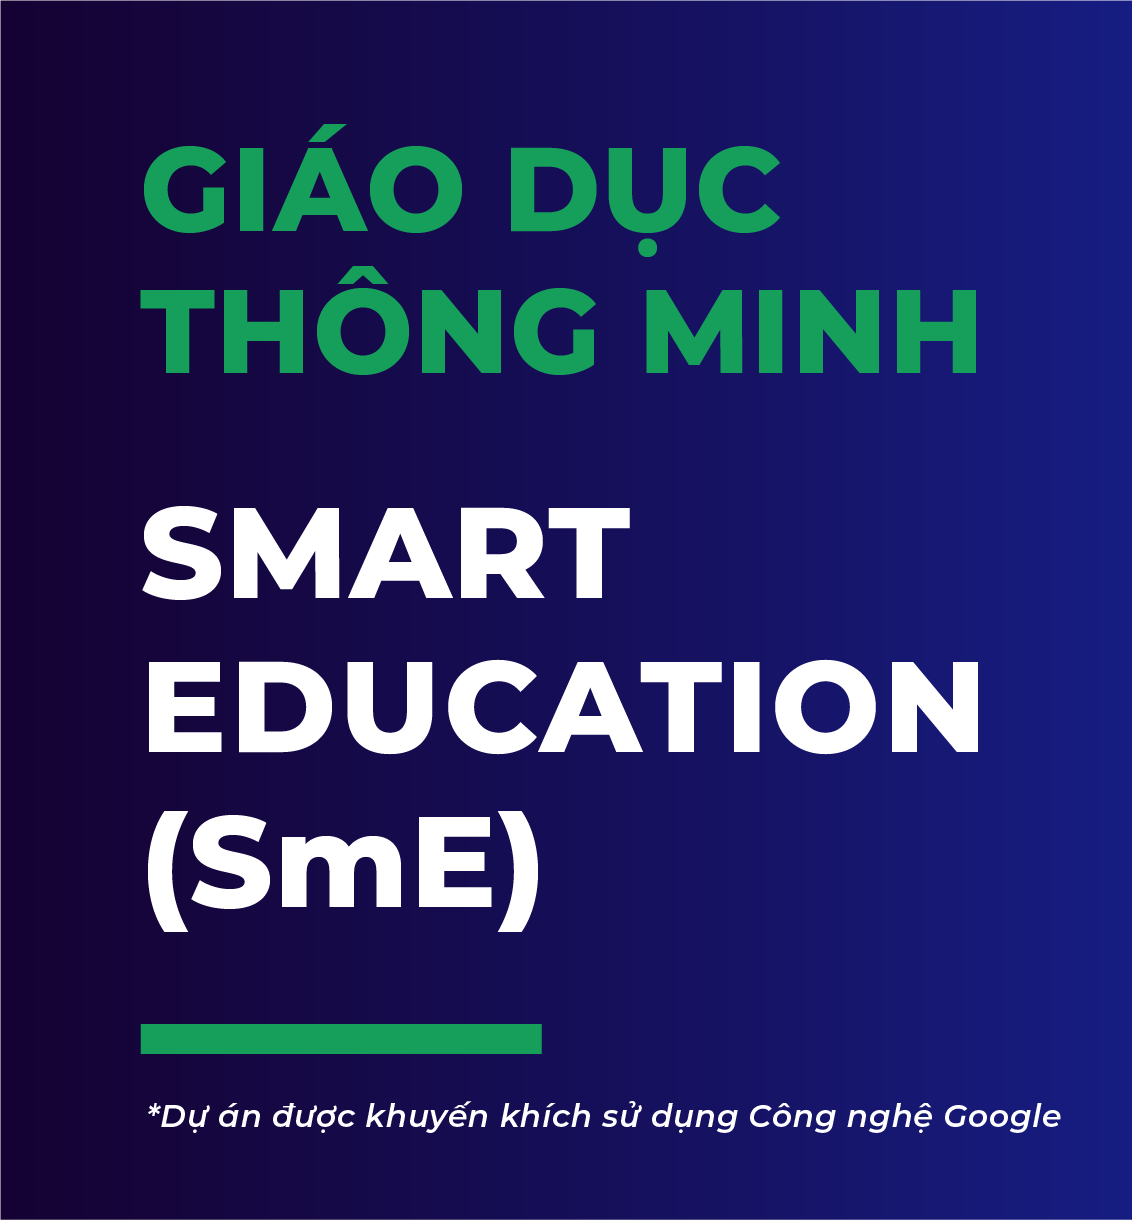 GIÁO DỤC
THÔNG MINH
SMART
EDUCATION
(SmE)
*Dự án được khuyến khích sử dụng Công nghệ Google